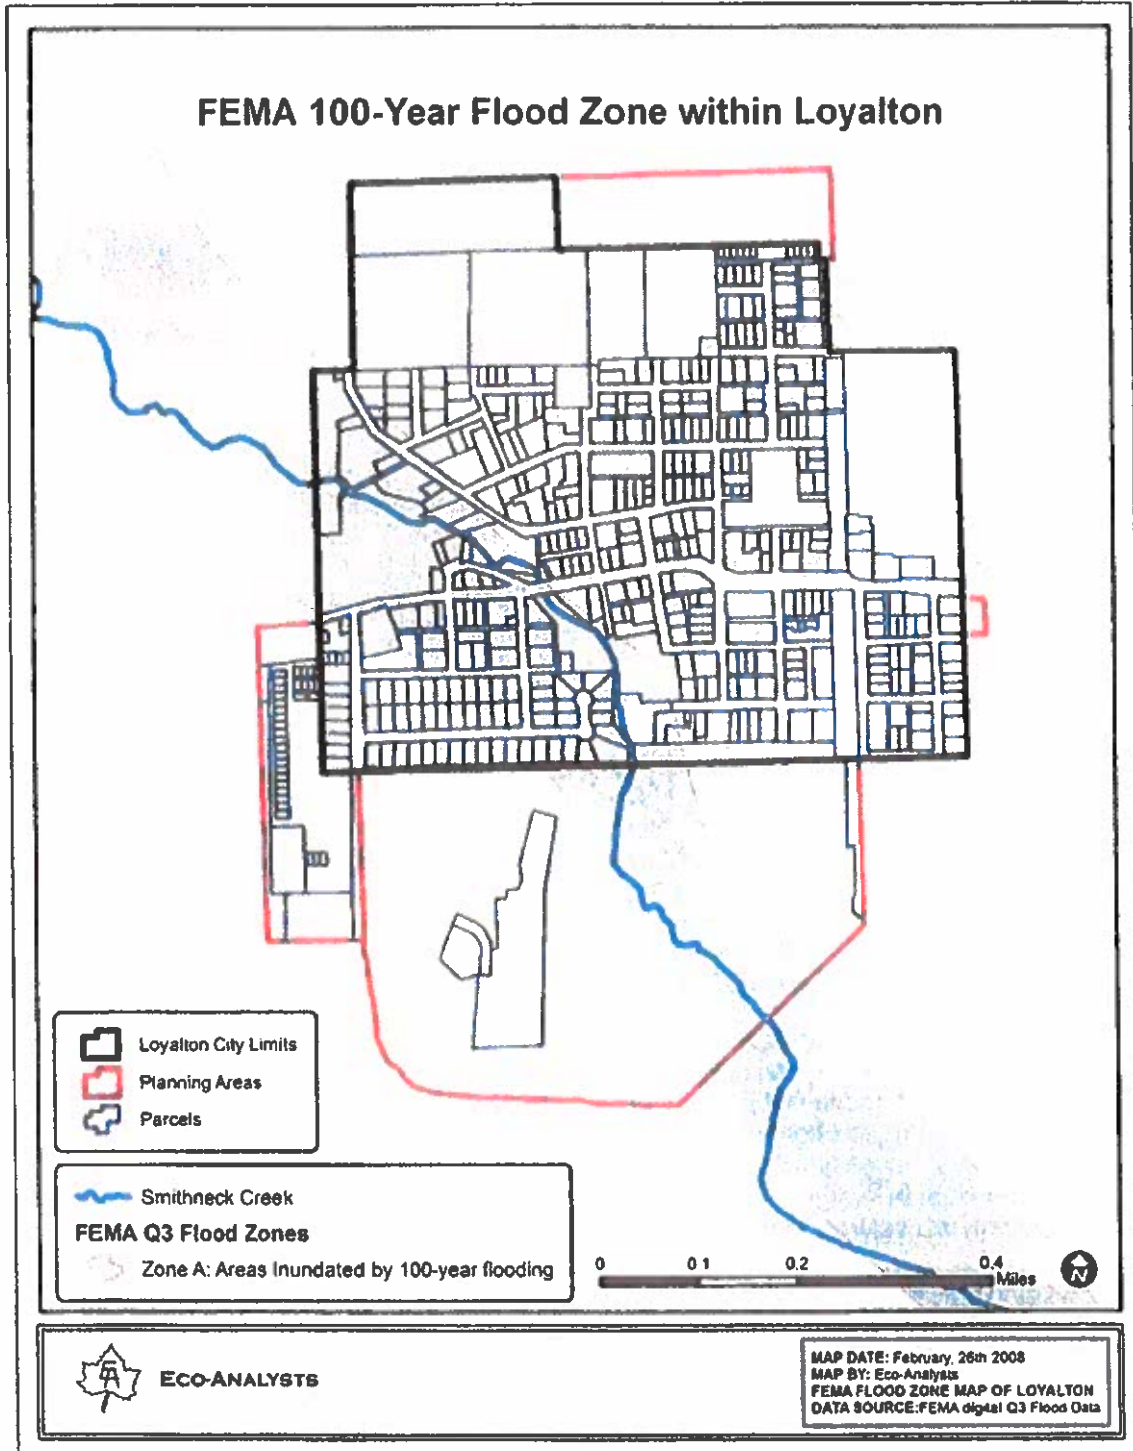 FEMA 100-Year Flood Zone within Loyalton
Loyalton City Limits
Planning Areas
Parcels
Smithneck Creek
FEMA Q3 Flood Zones
Zone A: Areas Inundated by 100-year flooding
0 0.1 0.2 0.4
Miles
N
EA
ECO-ANALYSTS
MAP DATE: February, 26th 2008
MAP BY: Eco-Analysts
FEMA FLOOD ZONE MAP OF LOYALTON
DATA SOURCE:FEMA digital Q3 Flood Data